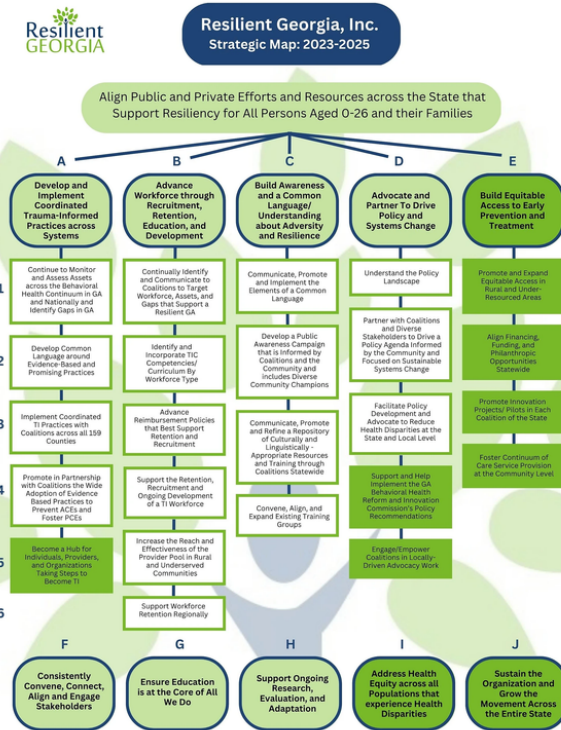 Resilient
GEORGIA
Resilient Georgia, Inc.
Strategic Map: 2023-2025
Align Public and Private Efforts and Resources across the State that
Support Resiliency for All Persons Aged 0-26 and their Families
A
B
C
D
E
Develop and
Implement
Coordinated
Trauma-Informed
Practices across
Systems
Advance
Workforce through
Recruitment,
Retention,
Education, and
Development
Build Awareness
and a Common
Language/
Understanding
about Adversity
and Resilience
Advocate and
Partner To Drive
Policy and
Systems Change
Build Equitable
Access to Early
Prevention and
Treatment
1
Continue to Monitor
and Assess Assets
across the Behavioral
Health Continuum in GA
and Nationally and
Identify Gaps in GA
Continually Identify
and Communicate to
Coalitions to Target
Workforce, Assets, and
Gaps that Support a
Resilient GA
Communicate, Promote
and Implement the
Elements of a Common
Language
Understand the Policy
Landscape
Promote and Expand
Equitable Access in
Rural and Under-
Resourced Areas
2
Develop Common
Language around
Evidence-Based and
Promising Practices
Identify and
Incorporate TIC
Competencies/
Curriculum By
Workforce Type
Develop a Public
Awareness Campaign
that is Informed by
Coalitions and the
Community and
includes Diverse
Community Champions
Partner with Coalitions
and Diverse
Stakeholders to Drive a
Policy Agenda Informed
by the Community and
Focused on Sustainable
Systems Change
Align Financing,
Funding, and
Philanthropic
Opportunities
Statewide
3
Implement Coordinated
TI Practices with
Coalitions across all 159
Counties
Advance
Reimbursement Policies
that Best Support
Retention and
Recruitment
Communicate, Promote
and Refine a Repository
of Culturally and
Linguistically -
Appropriate Resources
and Training through
Coalitions Statewide
Facilitate Policy
Development and
Advocate to Reduce
Health Disparities at the
State and Local Level
Promote Innovation
Projects/ Pilots in Each
Coalition of the State
4
Promote in Partnership
with Coalitions the Wide
Adoption of Evidence
Based Practices to
Prevent ACEs and
Foster PCEs
Support the Retention,
Recruitment and
Ongoing Development
of a TI Workforce
Convene, Align, and
Expand Existing Training
Groups
Support and Help
Implement the GA
Behavioral Health
Reform and Innovation
Commission's Policy
Recommendations
Foster Continuum of
Care Service Provision
at the Community Level
5
Become a Hub for
Individuals, Providers,
and Organizations
Taking Steps to
Become TI
Increase the Reach and
Effectiveness of the
Provider Pool in Rural
and Underserved
Communities
Engage/Empower
Coalitions in Locally-
Driven Advocacy Work
6
Support Workforce
Retention Regionally
F
G
H
I
J
Consistently
Convene, Connect,
Align and Engage
Stakeholders
Ensure Education
is at the Core of All
We Do
Support Ongoing
Research,
Evaluation, and
Adaptation
Address Health
Equity across all
Populations that
experience Health
Disparities
Sustain the
Organization and
Grow the
Movement Across
the Entire State